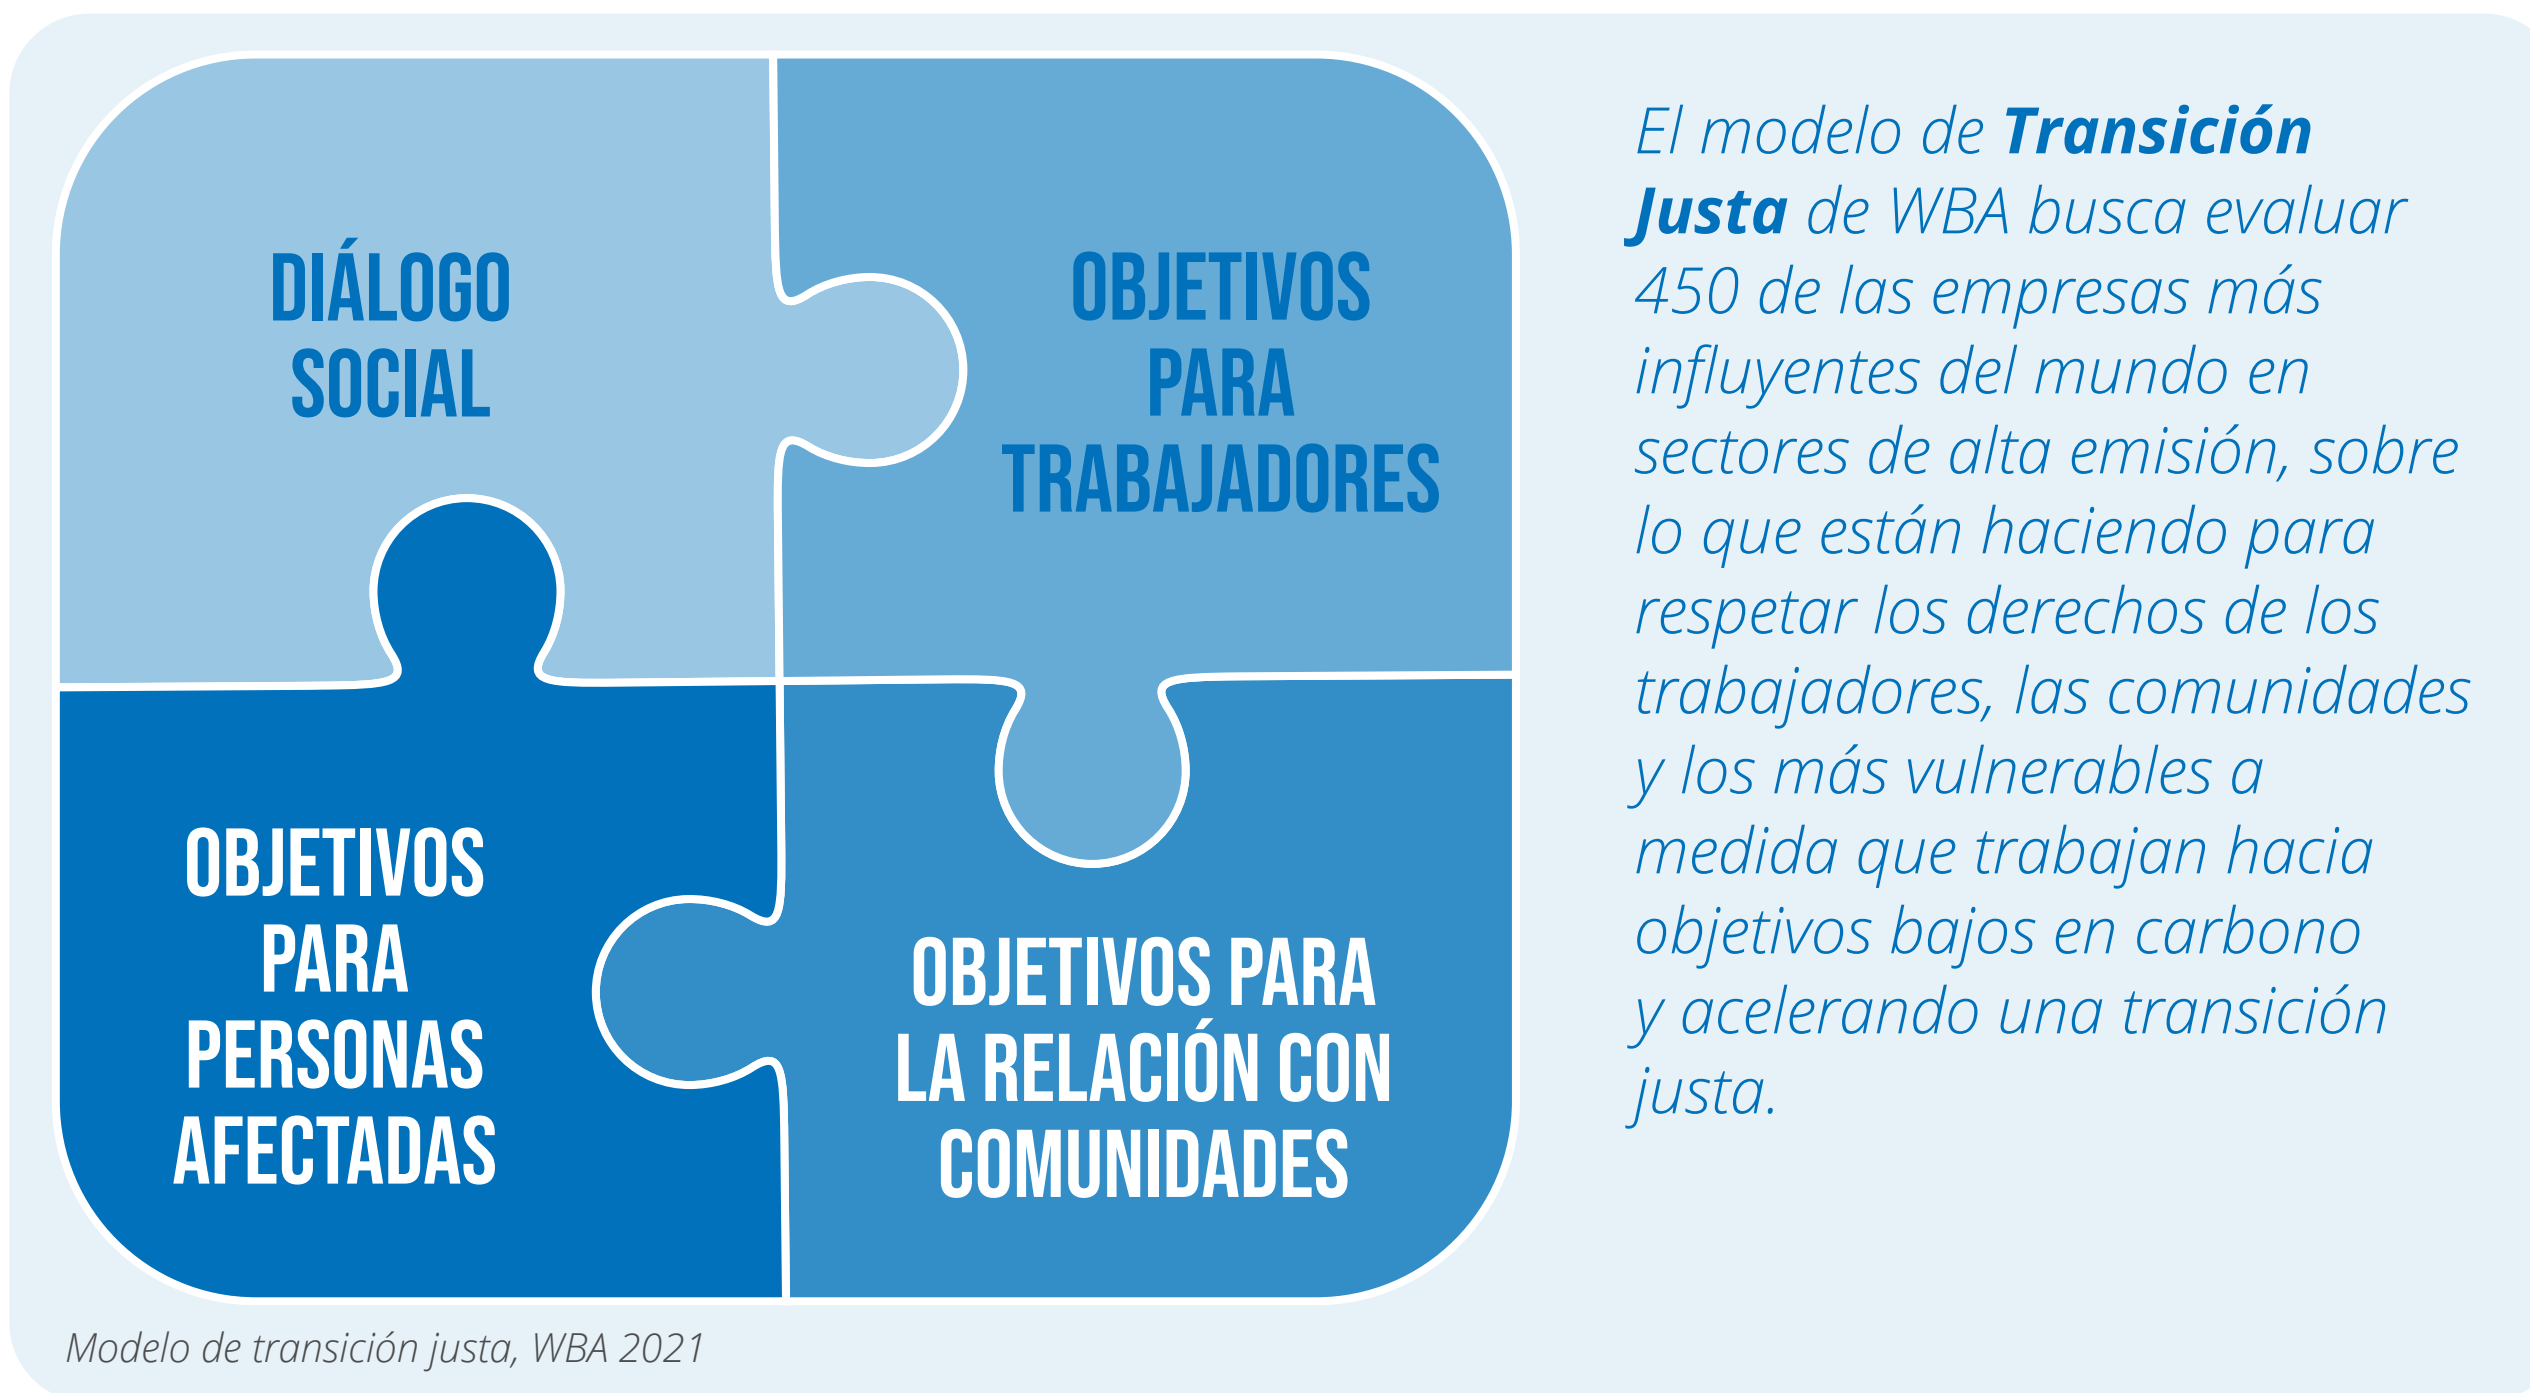 DIÁLOGO
SOCIAL
OBJETIVOS
PARA
TRABAJADORES
OBJETIVOS
PARA
PERSONAS
AFECTADAS
OBJETIVOS PARA
LA RELACIÓN CON
COMUNIDADES
Modelo de transición justa, WBA 2021
El modelo de Transición
Justa de WBA busca evaluar
450 de las empresas más
influyentes del mundo en
sectores de alta emisión, sobre
lo que están haciendo para
respetar los derechos de los
trabajadores, las comunidades
y los más vulnerables a
medida que trabajan hacia
objetivos bajos en carbono
y acelerando una transición
justa.